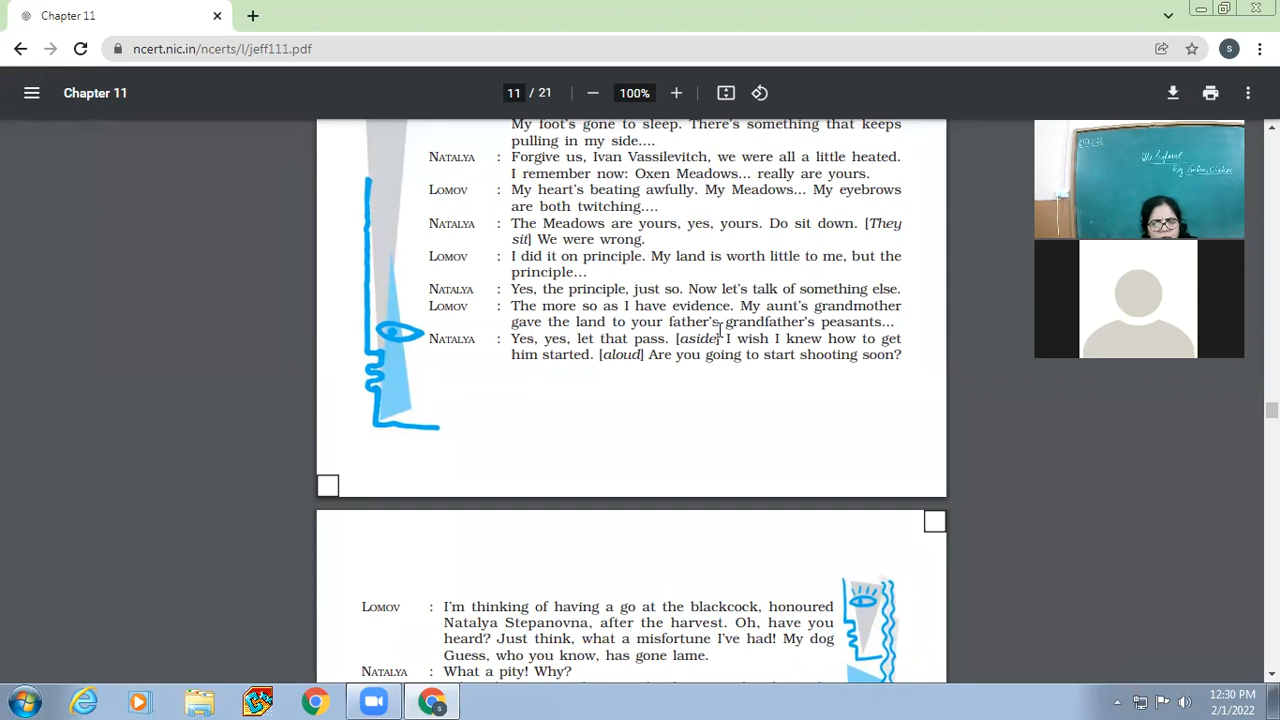 Chapter 11
ncert.nic.in/ncerts/l/jeff111.pdf
S
Chapter 11
11 / 21
100%
My foot's gone to sleep. There's something that keeps
pulling in my side....
NATALYA : Forgive us, Ivan Vassilevitch, we were all a little heated.
I remember now: Oxen Meadows... really are yours.
LOMOV : My heart's beating awfully. My Meadows... My eyebrows
are both twitching....
NATALYA : The Meadows are yours, yes, yours. Do sit down. [They
sit] We were wrong.
LOMOV : I did it on principle. My land is worth little to me, but the
principle...
NATALYA : Yes, the principle, just so. Now let's talk of something else.
LOMOV : The more so as I have evidence. My aunt's grandmother
gave the land to your father's grandfather's peasants...
NATALYA : Yes, yes, let that pass. [aside] I wish I knew how to get
him started. [aloud] Are you going to start shooting soon?
LOMOV : I'm thinking of having a go at the blackcock, honoured
Natalya Stepanovna, after the harvest. Oh, have you
heard? Just think, what a misfortune I've had! My dog
Guess, who you know, has gone lame.
NATALYA : What a pity! Why?
The Proposal
12:30 PM
2/1/2022